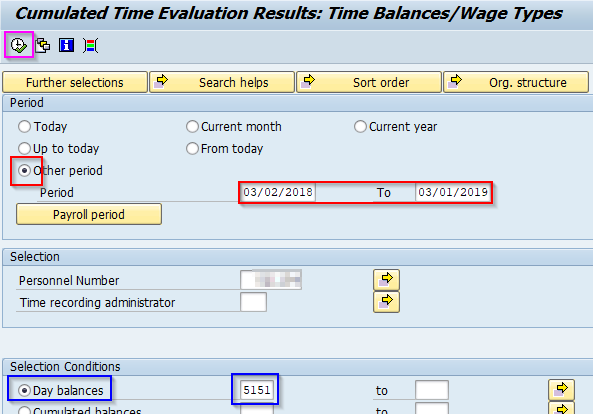 Cumulated Time Evaluation Results: Time Balances/Wage Types
Further selections Search helps Sort order Org. structure
Period
Today Current month Current year
Up to today From today
Other period
Period 03/02/2018 To 03/01/2019
Payroll period
Selection
Personnel Number
Time recording administrator
Selection Conditions
Day balances 5151 to
Cumulated balances to